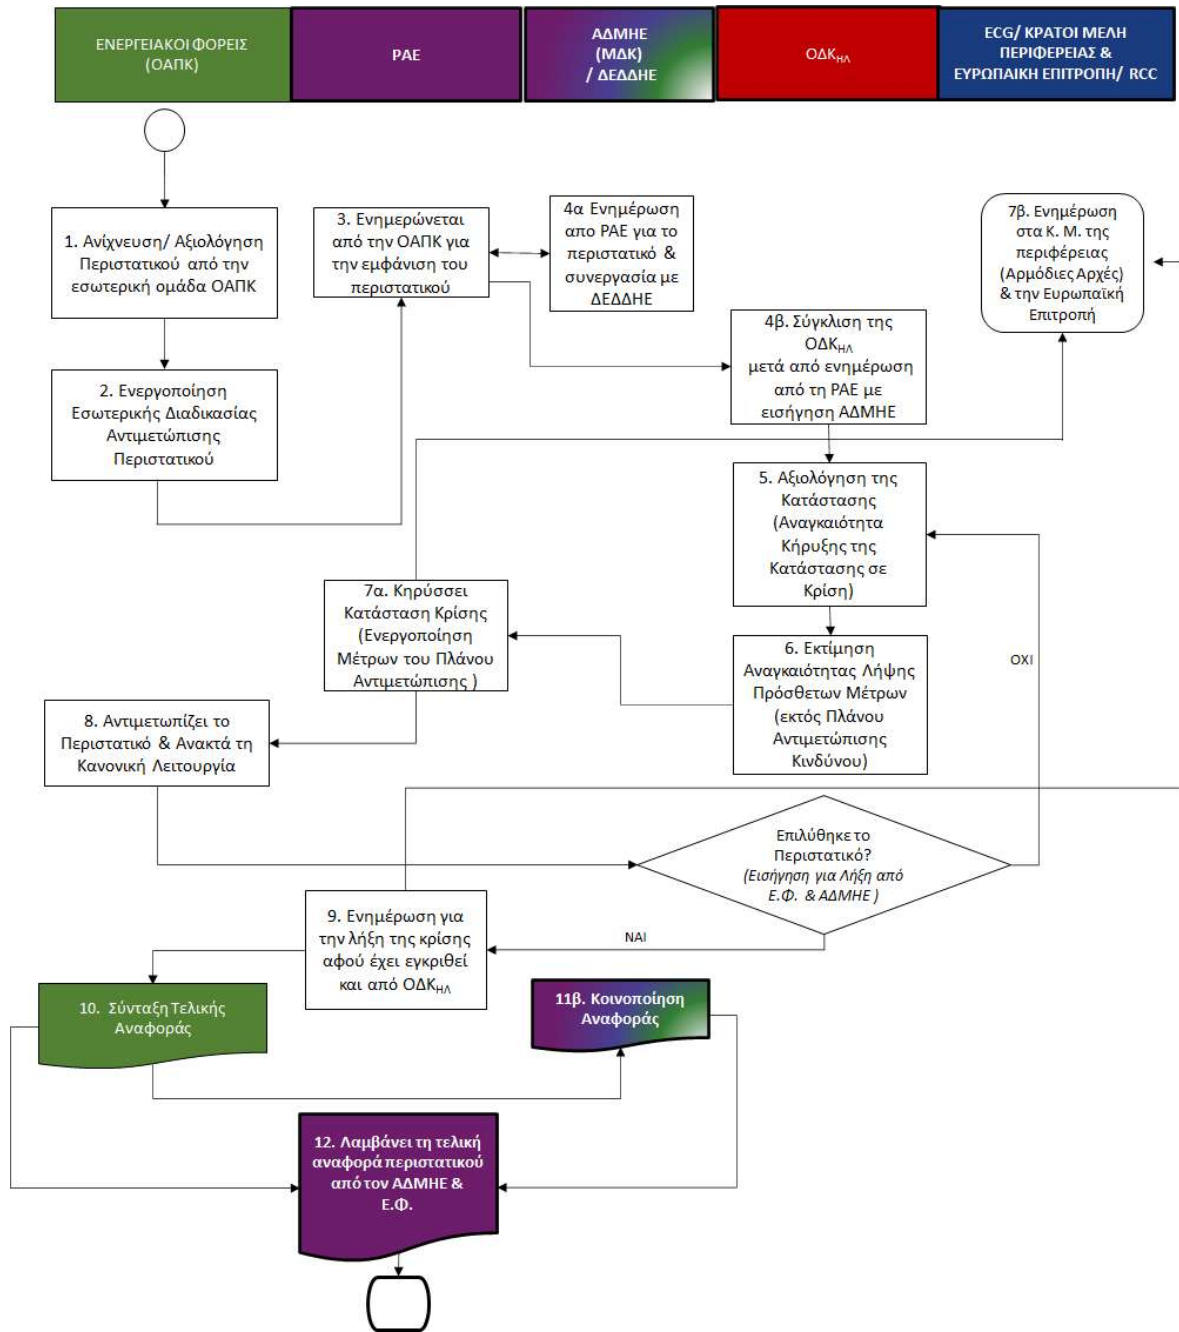 ΕΝΕΡΓΕΙΑΚΟΙ ΦΟΡΕΙΣ
(ΟΑΠΚ)
ΡΑΕ
ΑΔΜΗΕ
(ΜΔΚ)
/ ΔΕΔΔΗΕ
ΟΔΚΗΛ
ECG/ ΚΡΑΤΟΙ ΜΕΛΗ
ΠΕΡΙΦΕΡΕΙΑΣ &
ΕΥΡΩΠΑΙΚΗ ΕΠΙΤΡΟΠΗ/ RCC
1. Ανίχνευση/ Αξιολόγηση
Περιστατικού από την
εσωτερική ομάδα ΟΑΠΚ
2. Ενεργοποίηση
Εσωτερικής Διαδικασίας
Αντιμετώπισης
Περιστατικού
3. Ενημερώνεται
από την ΟΑΠΚ για
την εμφάνιση του
περιστατικού
4α Ενημέρωση
απο ΡΑΕ για το
περιστατικό &
συνεργασία με
ΔΕΔΔΗΕ
4β. Σύγκλιση της
ΟΔΚΗΛ
μετά από ενημέρωση
από τη ΡΑΕ με
εισήγηση ΑΔΜΗΕ
7β. Ενημέρωση
στα Κ. Μ. της
περιφέρειας
(Αρμόδιες Αρχές)
& την Ευρωπαϊκή
Επιτροπή
5. Αξιολόγηση της
Κατάστασης
(Αναγκαιότητα
Κήρυξης της
Κατάστασης σε
Κρίση)
7α. Κηρύσσει
Κατάσταση Κρίσης
(Ενεργοποίηση
Μέτρων του Πλάνου
Αντιμετώπισης )
6. Εκτίμηση
Αναγκαιότητας Λήψης
Πρόσθετων Μέτρων
(εκτός Πλάνου
Αντιμετώπισης
Κινδύνου)
ΟΧΙ
8. Αντιμετωπίζει το
Περιστατικό & Ανακτά τη
Κανονική Λειτουργία
Επιλύθηκε το
Περιστατικό?
(Εισήγηση για Λήξη από
Ε.Φ. & ΑΔΜΗΕ )
ΝΑΙ
9. Ενημέρωση για
την λήξη της κρίσης
αφού έχει εγκριθεί
και από ΟΔΚΗΛ
10. Σύνταξη Τελικής
Αναφοράς
11β. Κοινοποίηση
Αναφοράς
12. Λαμβάνει τη τελική
αναφορά περιστατικού
από τον ΑΔΜΗΕ &
Ε.Φ.